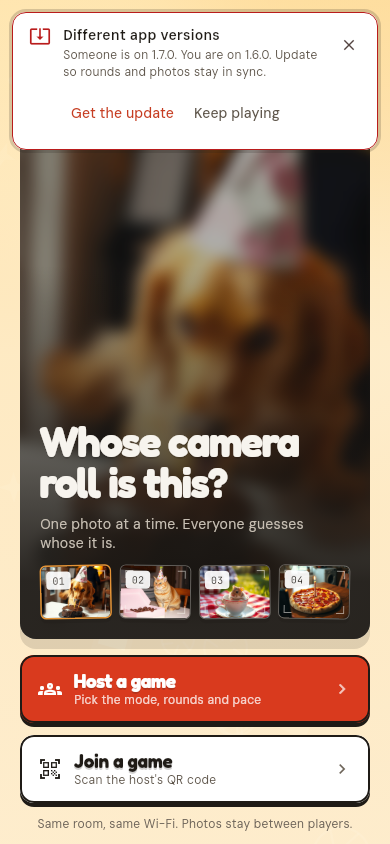 Different app versions
Someone is on 1.7.0. You are on 1.6.0. Update
so rounds and photos stay in sync.
Get the update
Keep playing
Whose camera
roll is this?
One photo at a time. Everyone guesses
whose it is.
01
02
03
04
Host a game
Pick the mode, rounds and pace
Join a game
Scan the host's QR code
Same room, same Wi-Fi. Photos stay between players.